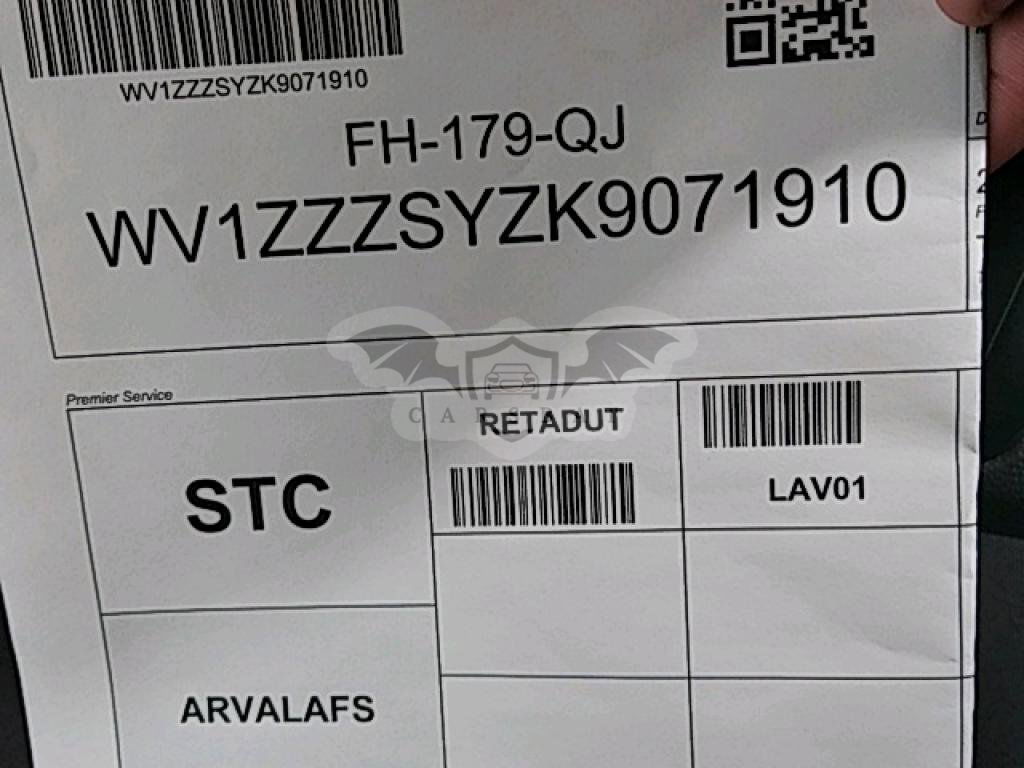 WV1ZZZSYZK9071910
FH-179-QJ
WV1ZZZSYZK9071910
Premier Service
STC
RETADUT
LAV01
ARVALAFS